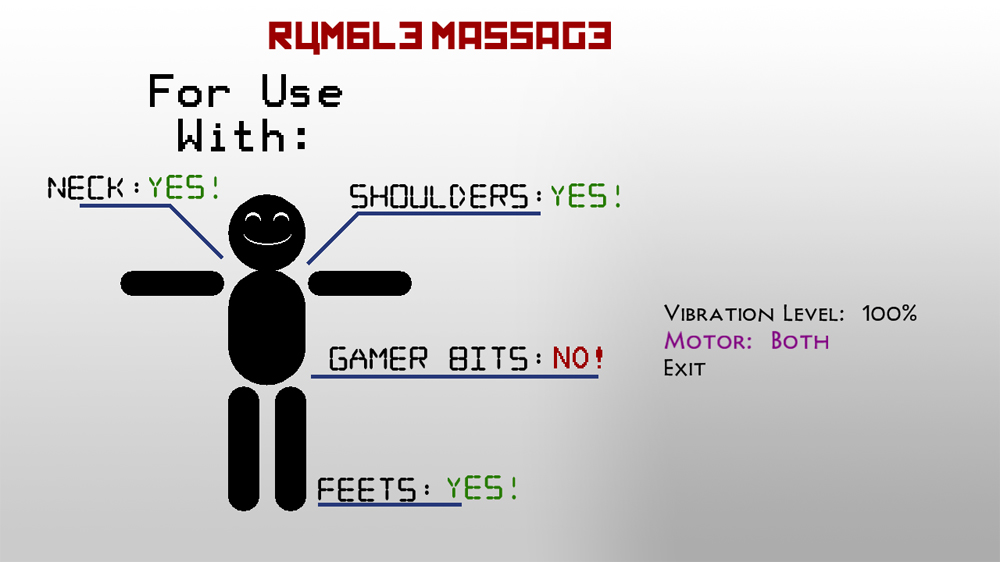 RUMBLE MASSAGE
For Use
With:
NECK: YES!
SHOULDERS: YES!
GAMER BITS: NO!
FEETS: YES!
Vibration Level: 100%
Motor: Both
Exit